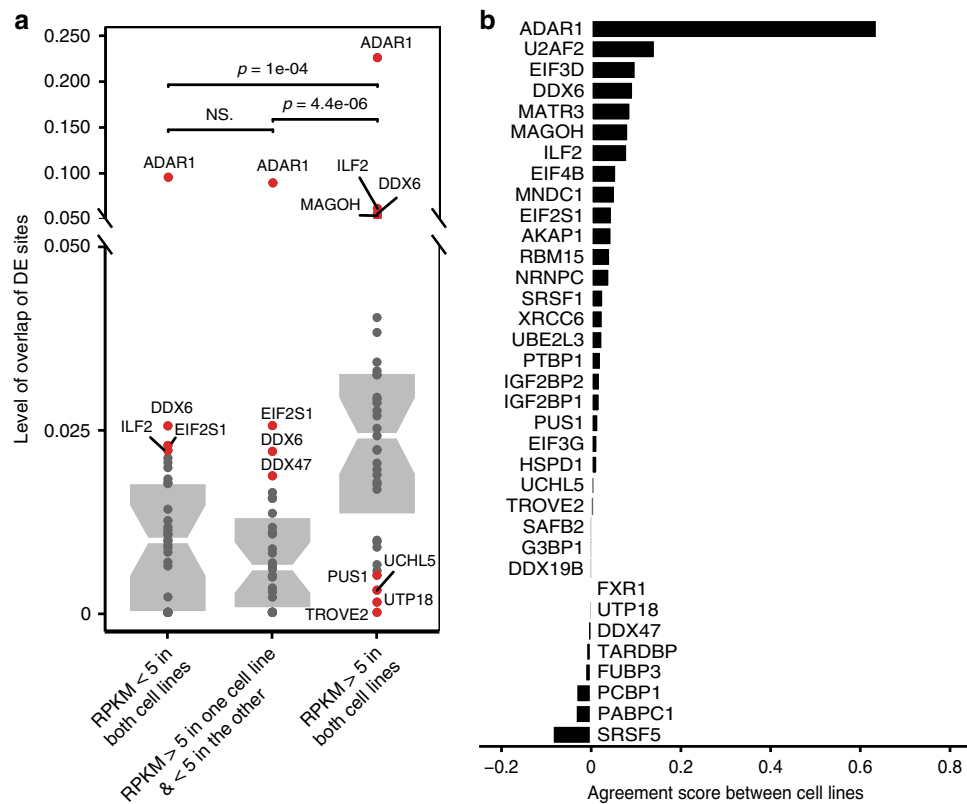 a
0.250
0.200
0.150
0.100
0.050
0.050
0.025
0
Level of overlap of DE sites
ADAR1
p = 1e-04
p = 4.4e-06
NS.
ADAR1
ADAR1
ILF2
DDX6
MAGOH
DDX6
ILF2
EIF2S1
EIF2S1
DDX6
DDX47
UCHL5
PUS1
UTP18
TROVE2
RPKM < 5 in
both cell lines
RPKM > 5 in one cell line
& < 5 in the other
RPKM > 5 in
both cell lines
b
ADAR1
U2AF2
EIF3D
DDX6
MATR3
MAGOH
ILF2
EIF4B
MNDC1
EIF2S1
AKAP1
RBM15
NRNPC
SRSF1
XRCC6
UBE2L3
PTBP1
IGF2BP2
IGF2BP1
PUS1
EIF3G
HSPD1
UCHL5
TROVE2
SAFB2
G3BP1
DDX19B
FXR1
UTP18
DDX47
TARDBP
FUBP3
PCBP1
PABPC1
SRSF5
−0.2 0 0.2 0.4 0.6 0.8
Agreement score between cell lines